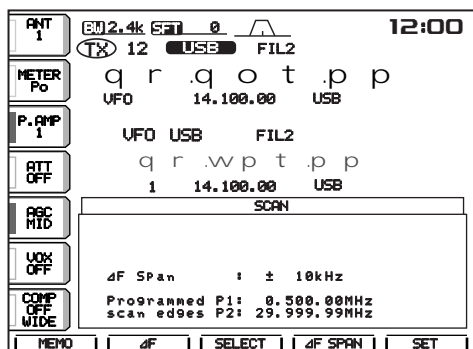 ANT 1
BW 2.4k SFT 0
12:00
TX 12 USB FIL2
METER Po
q r .q o t .p p
VFO 14.100.00 USB
P.AMP 1
VFO USB FIL2
ATT OFF
q r .w p t .p p
1 14.100.00 USB
AGC MID
SCAN
VOX OFF
⊿F SPan : ± 10kHz
COMP OFF WIDE
Programmed P1: 0.500.00MHz
scan edges P2: 29.999.99MHz
MEMO ⊿F SELECT ⊿F SPAN SET